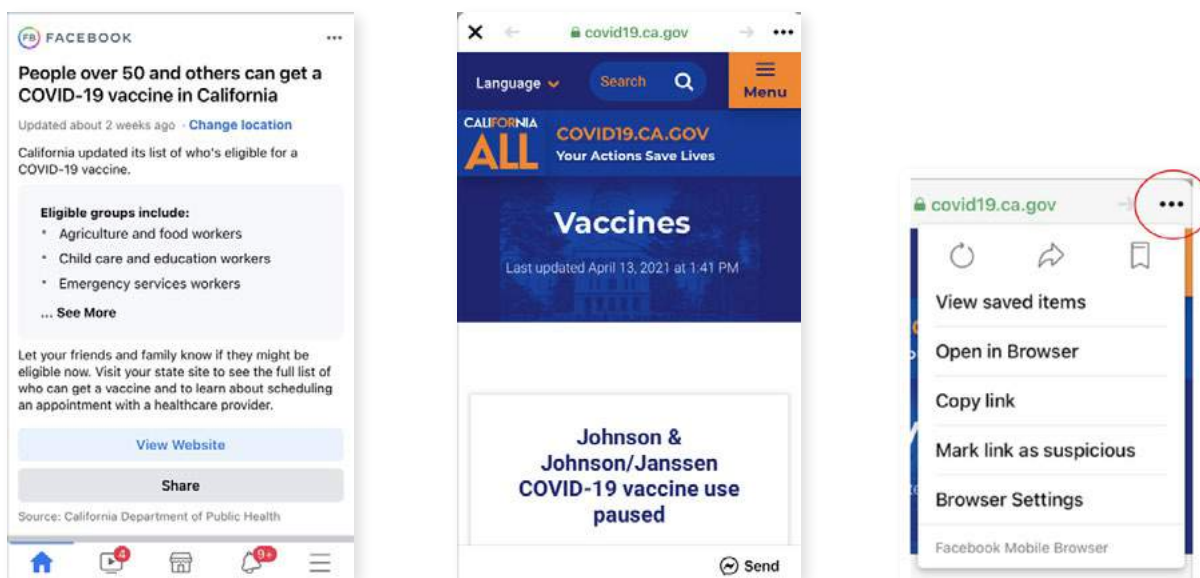 FB FACEBOOK
People over 50 and others can get a
COVID-19 vaccine in California
Updated about 2 weeks ago · Change location
California updated its list of who's eligible for a
COVID-19 vaccine.
Eligible groups include:
• Agriculture and food workers
• Child care and education workers
• Emergency services workers
... See More
Let your friends and family know if they might be
eligible now. Visit your state site to see the full list of
who can get a vaccine and to learn about scheduling
an appointment with a healthcare provider.
View Website
Share
Source: California Department of Public Health
4
9+
covid19.ca.gov
Language
Search
Menu
CALIFORNIA
ALL
COVID19.CA.GOV
Your Actions Save Lives
Vaccines
Last updated April 13, 2021 at 1:41 PM
Johnson &
Johnson/Janssen
COVID-19 vaccine use
paused
Send
covid19.ca.gov
View saved items
Open in Browser
Copy link
Mark link as suspicious
Browser Settings
Facebook Mobile Browser